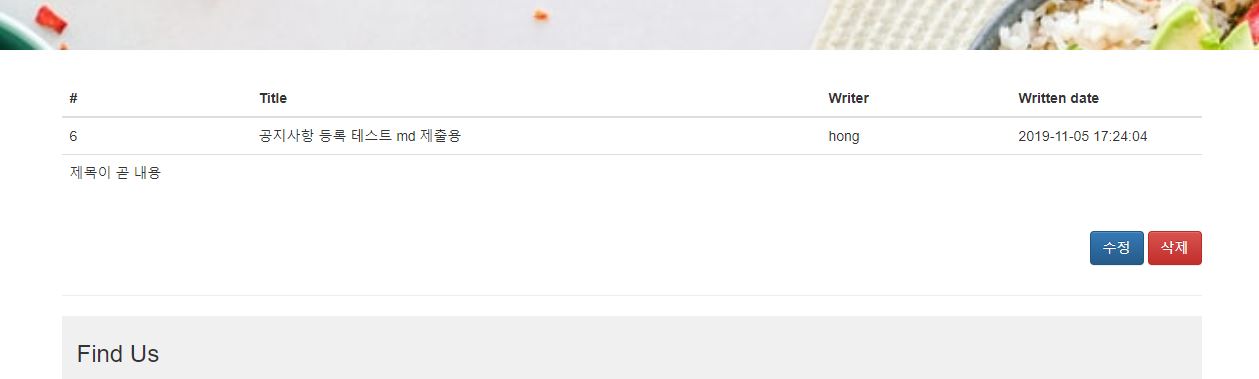 # Title Writer Written date
6 공지사항 등록 테스트 md 제출용 hong 2019-11-05 17:24:04
제목이 곧 내용
수정 삭제
Find Us